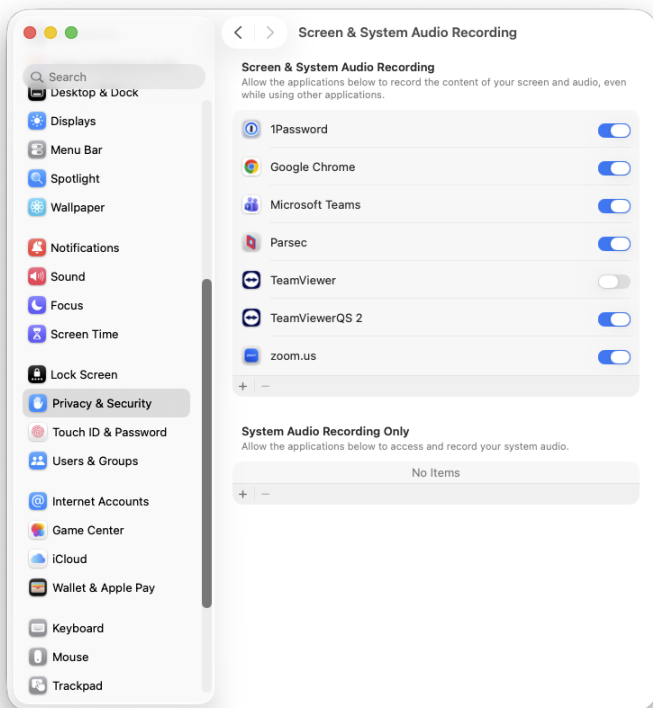 Search
Desktop & Dock
Displays
Menu Bar
Spotlight
Wallpaper
Notifications
Sound
Focus
Screen Time
Lock Screen
Privacy & Security
Touch ID & Password
Users & Groups
Internet Accounts
Game Center
iCloud
Wallet & Apple Pay
Keyboard
Mouse
Trackpad
Screen & System Audio Recording
Screen & System Audio Recording
Allow the applications below to record the content of your screen and audio, even
while using other applications.
1Password
Google Chrome
Microsoft Teams
Parsec
TeamViewer
TeamViewerQS 2
zoom.us
+ −
System Audio Recording Only
Allow the applications below to access and record your system audio.
No Items
+ −